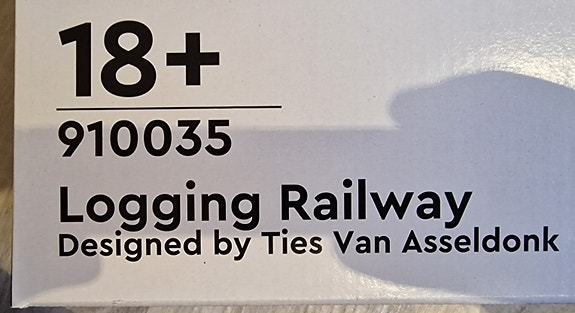 18+
910035
Logging Railway
Designed by Ties Van Asseldonk